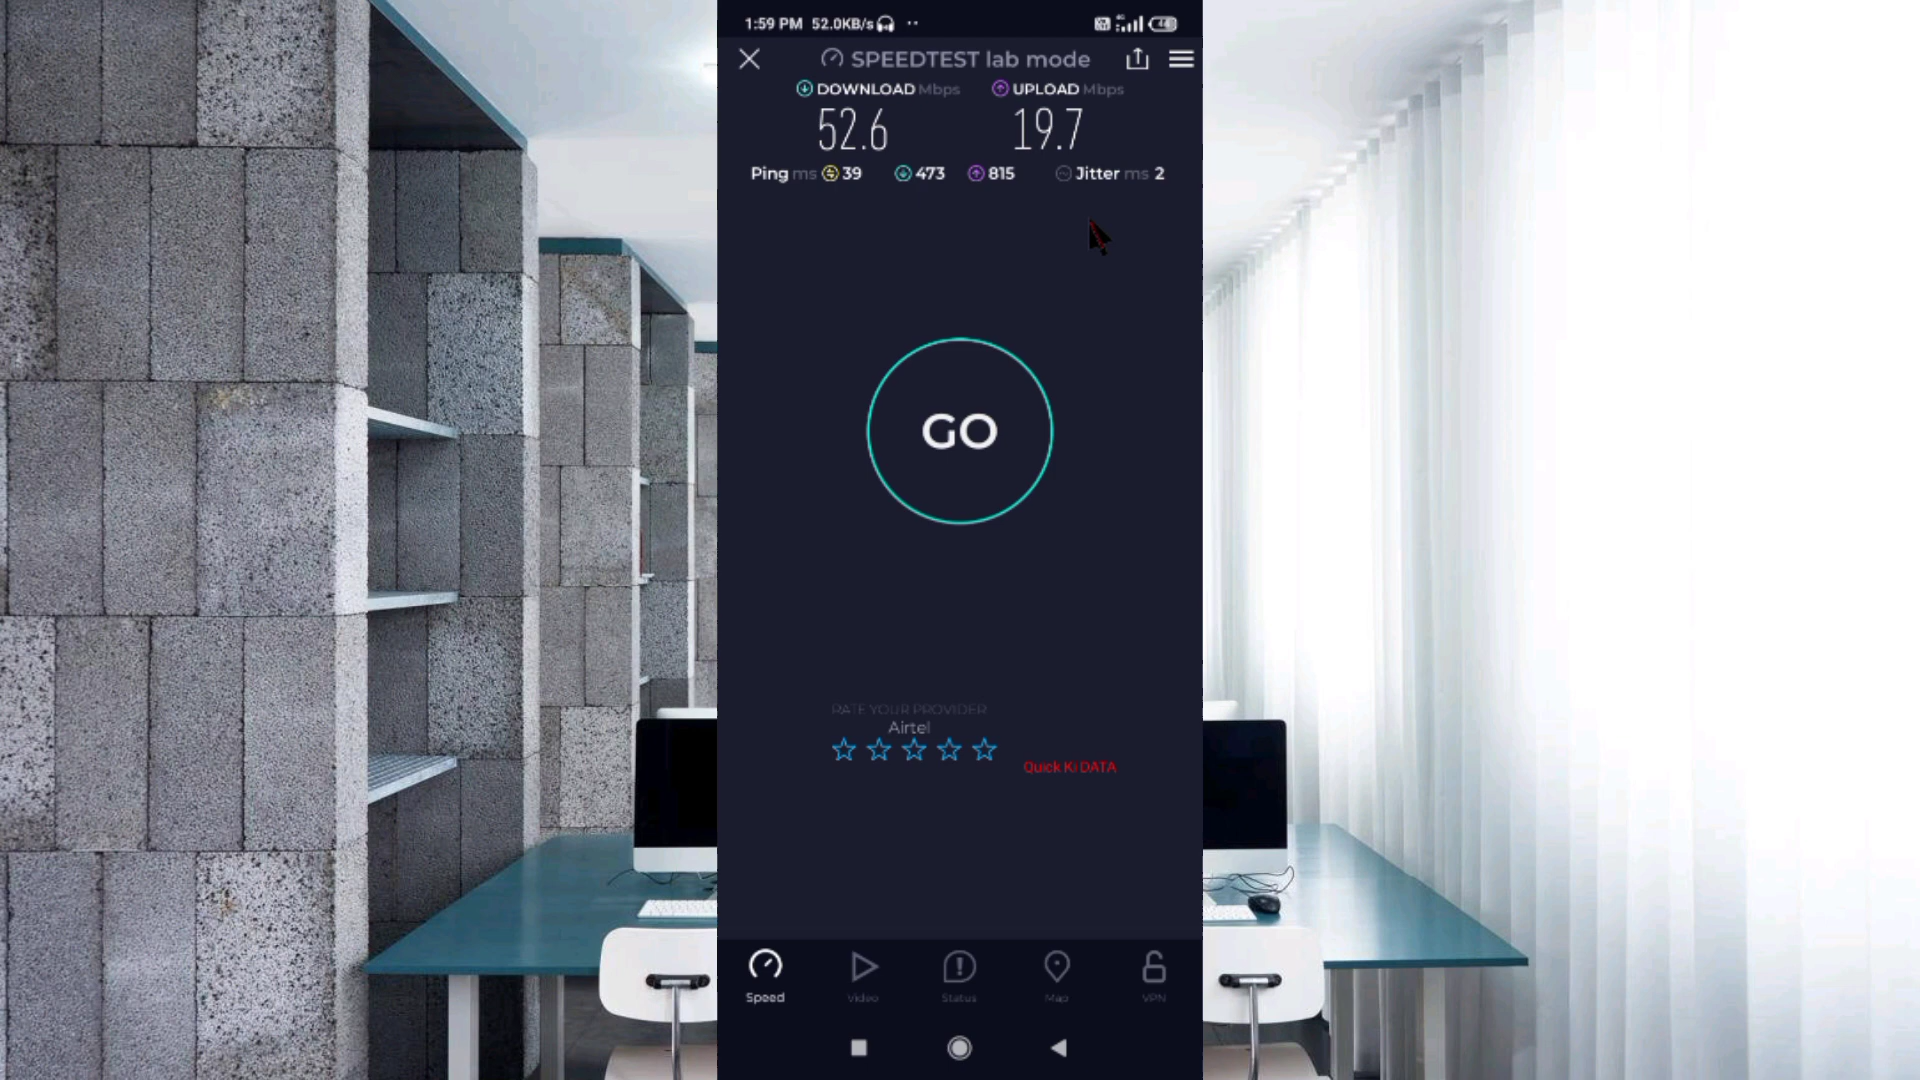 1:59 PM 52.0KB/s
44
SPEEDTEST lab mode
DOWNLOAD Mbps UPLOAD Mbps
52.6 19.7
Ping ms 39 473 815 Jitter ms 2
GO
RATE YOUR PROVIDER
Airtel
Quick Ki DATA
Speed Video Status Map VPN